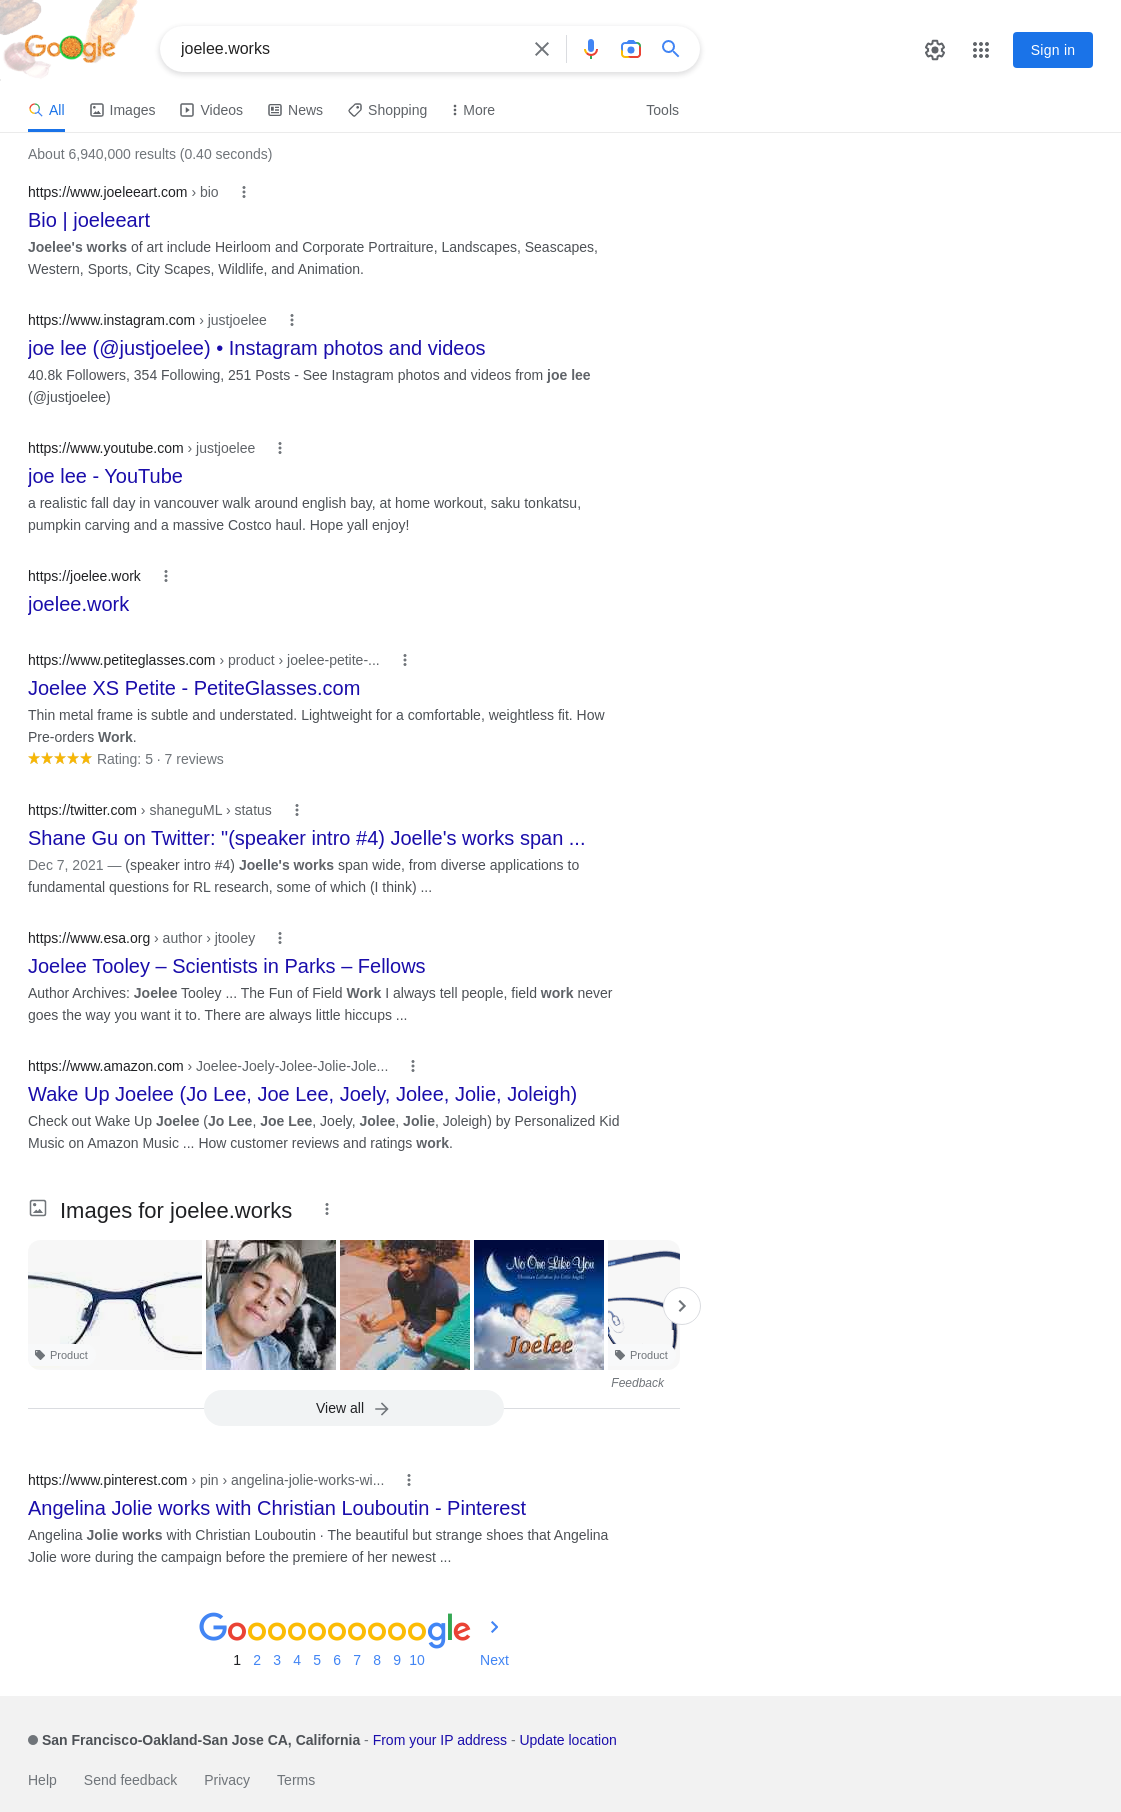 Google
joelee.works
Sign in
All Images Videos News Shopping More Tools
About 6,940,000 results (0.40 seconds)
https://www.joeleeart.com › bio
Bio | joeleeart
Joelee's works of art include Heirloom and Corporate Portraiture, Landscapes, Seascapes,
Western, Sports, City Scapes, Wildlife, and Animation.
https://www.instagram.com › justjoelee
joe lee (@justjoelee) • Instagram photos and videos
40.8k Followers, 354 Following, 251 Posts - See Instagram photos and videos from joe lee
(@justjoelee)
https://www.youtube.com › justjoelee
joe lee - YouTube
a realistic fall day in vancouver walk around english bay, at home workout, saku tonkatsu,
pumpkin carving and a massive Costco haul. Hope yall enjoy!
https://joelee.work
joelee.work
https://www.petiteglasses.com › product › joelee-petite-...
Joelee XS Petite - PetiteGlasses.com
Thin metal frame is subtle and understated. Lightweight for a comfortable, weightless fit. How
Pre-orders Work.
Rating: 5 · 7 reviews
https://twitter.com › shaneguML › status
Shane Gu on Twitter: "(speaker intro #4) Joelle's works span ...
Dec 7, 2021 — (speaker intro #4) Joelle's works span wide, from diverse applications to
fundamental questions for RL research, some of which (I think) ...
https://www.esa.org › author › jtooley
Joelee Tooley – Scientists in Parks – Fellows
Author Archives: Joelee Tooley ... The Fun of Field Work I always tell people, field work never
goes the way you want it to. There are always little hiccups ...
https://www.amazon.com › Joelee-Joely-Jolee-Jolie-Jole...
Wake Up Joelee (Jo Lee, Joe Lee, Joely, Jolee, Jolie, Joleigh)
Check out Wake Up Joelee (Jo Lee, Joe Lee, Joely, Jolee, Jolie, Joleigh) by Personalized Kid
Music on Amazon Music ... How customer reviews and ratings work.
Images for joelee.works
No One Like You
Joelee
Product
Product
Feedback
View all
https://www.pinterest.com › pin › angelina-jolie-works-wi...
Angelina Jolie works with Christian Louboutin - Pinterest
Angelina Jolie works with Christian Louboutin · The beautiful but strange shoes that Angelina
Jolie wore during the campaign before the premiere of her newest ...
Goooooooooogle
1 2 3 4 5 6 7 8 9 10 Next
San Francisco-Oakland-San Jose CA, California - From your IP address - Update location
Help Send feedback Privacy Terms